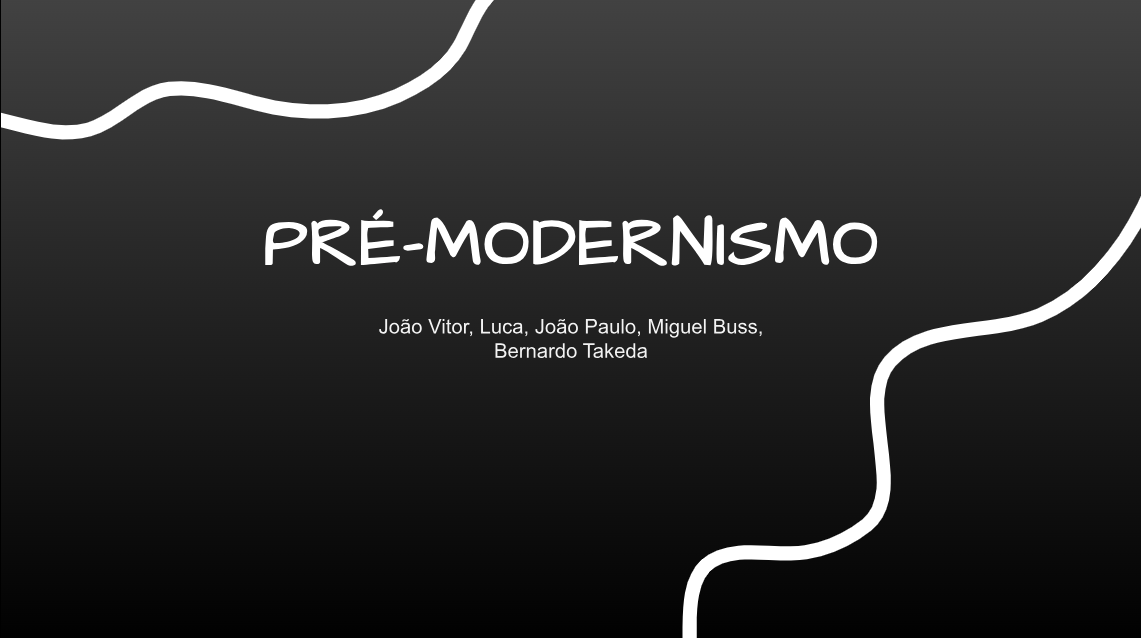 PRÉ-MODERNISMO
João Vitor, Luca, João Paulo, Miguel Buss,
Bernardo Takeda